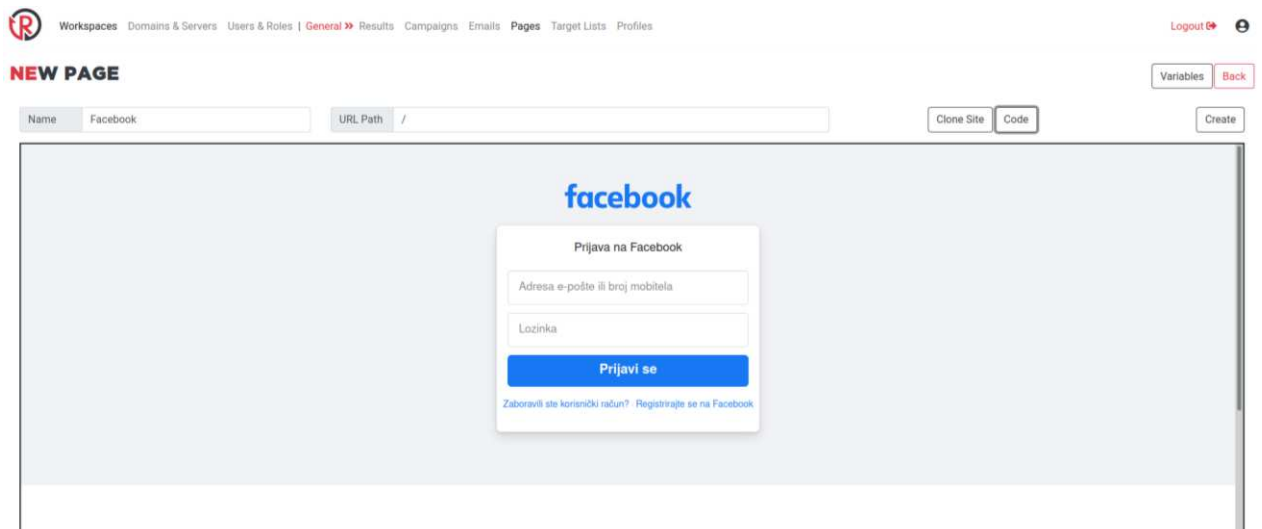 Workspaces Domains & Servers Users & Roles | General » Results Campaigns Emails Pages Target Lists Profiles Logout
NEW PAGE Variables Back
Name Facebook URL Path / Clone Site Code Create
facebook
Prijava na Facebook
Adresa e-pošte ili broj mobitela
Lozinka
Prijavi se
Zaboravili ste korisnički račun? · Registrirajte se na Facebook